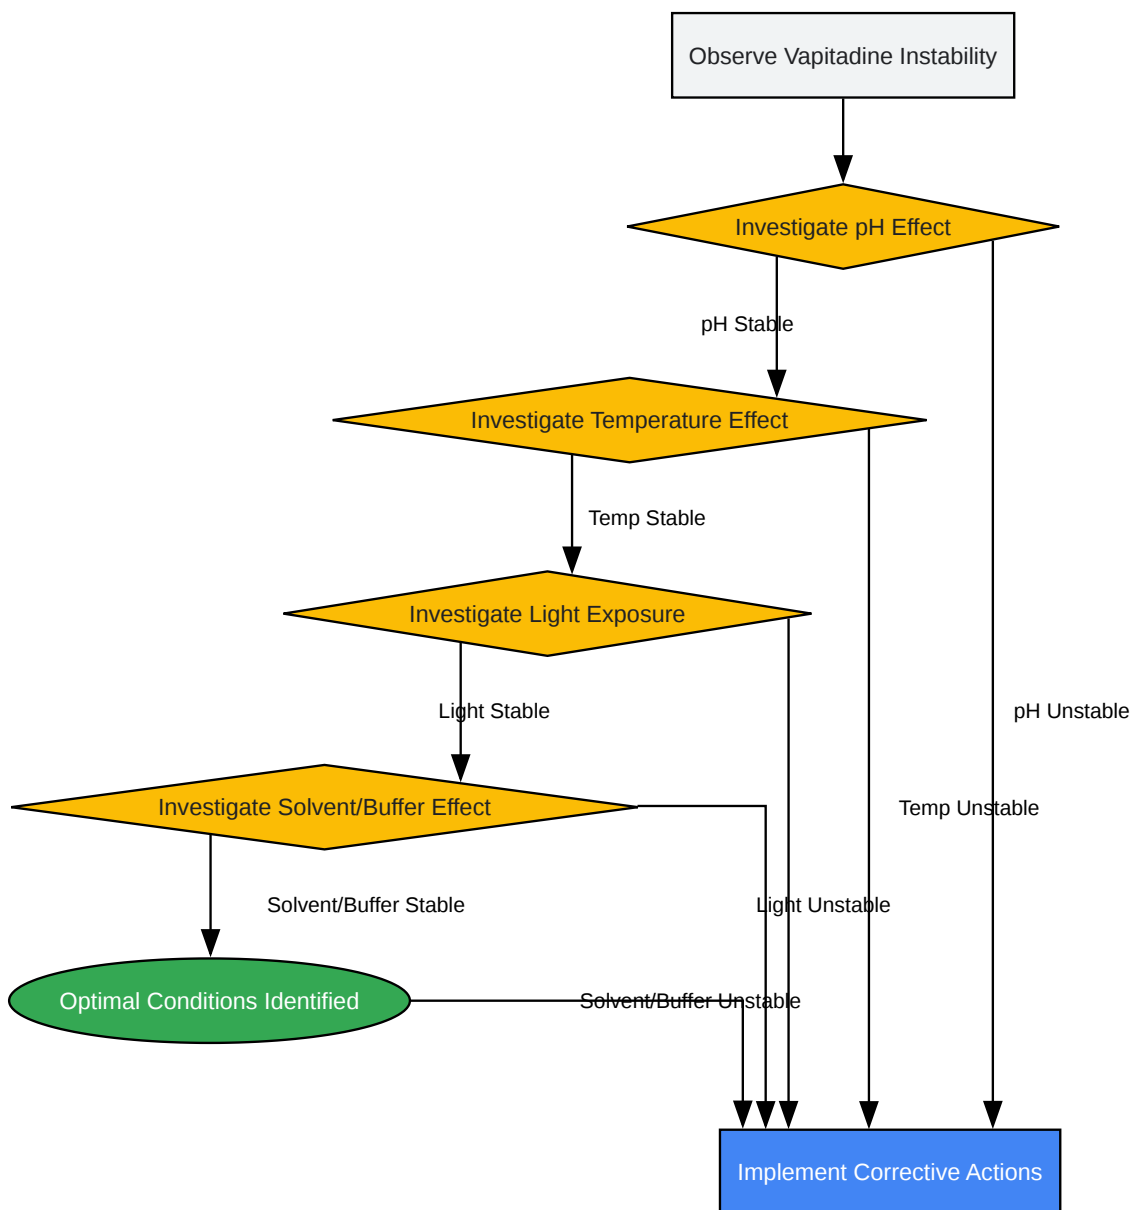 Observe Vapitadine Instability
Investigate pH Effect
pH Stable
Investigate Temperature Effect
Temp Stable
Investigate Light Exposure
Light Stable
pH Unstable
Investigate Solvent/Buffer Effect
Temp Unstable
Solvent/Buffer Stable
Light Unstable
Optimal Conditions Identified
Solvent/Buffer Unstable
Implement Corrective Actions